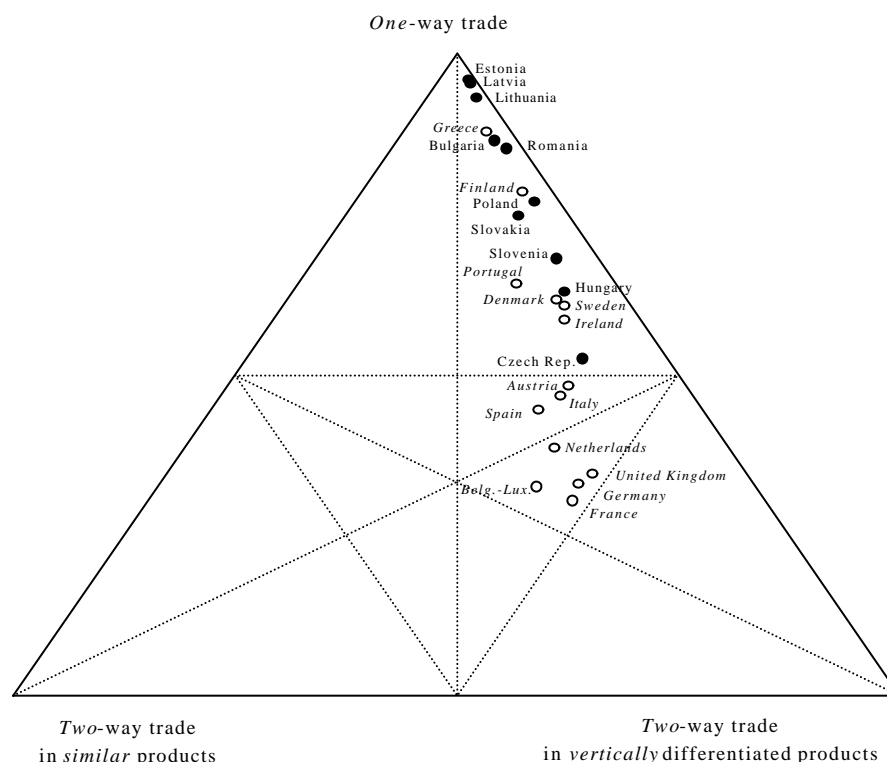 One-way trade
Estonia
Latvia
Lithuania
Greece
Bulgaria
Romania
Finland
Poland
Slovakia
Slovenia
Portugal
Hungary
Denmark
Sweden
Ireland
Czech Rep.
Austria
Italy
Spain
Netherlands
United Kingdom
Belg.-Lux.
Germany
France
Two-way trade
in similar products
Two-way trade
in vertically differentiated products